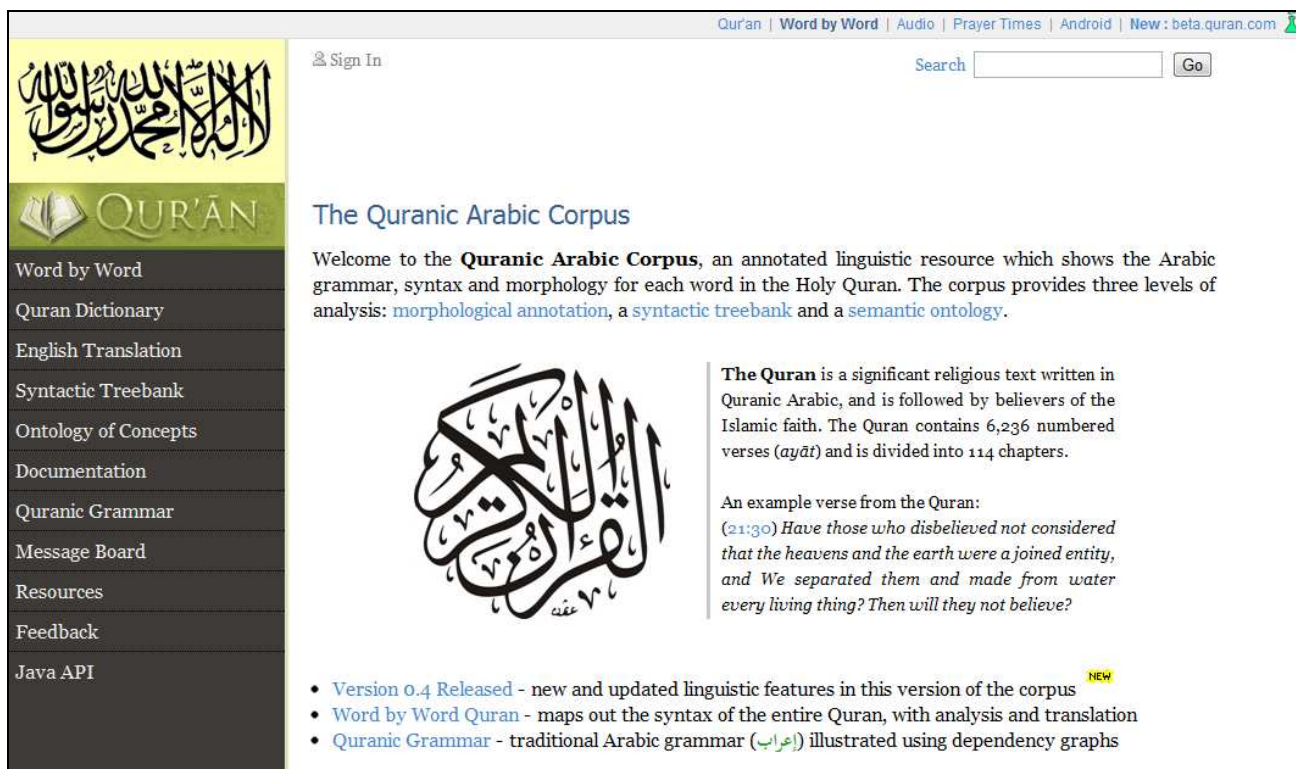 Qur'an | Word by Word | Audio | Prayer Times | Android | New : beta.quran.com
Sign In
Search
Go
لا إله إلا الله محمد رسول الله
QUR'ĀN
Word by Word
Quran Dictionary
English Translation
Syntactic Treebank
Ontology of Concepts
Documentation
Quranic Grammar
Message Board
Resources
Feedback
Java API
The Quranic Arabic Corpus
Welcome to the Quranic Arabic Corpus, an annotated linguistic resource which shows the Arabic
grammar, syntax and morphology for each word in the Holy Quran. The corpus provides three levels of
analysis: morphological annotation, a syntactic treebank and a semantic ontology.
القرآن الكريم
The Quran is a significant religious text written in
Quranic Arabic, and is followed by believers of the
Islamic faith. The Quran contains 6,236 numbered
verses (ayāt) and is divided into 114 chapters.
An example verse from the Quran:
(21:30) Have those who disbelieved not considered
that the heavens and the earth were a joined entity,
and We separated them and made from water
every living thing? Then will they not believe?
• Version 0.4 Released - new and updated linguistic features in this version of the corpus NEW
• Word by Word Quran - maps out the syntax of the entire Quran, with analysis and translation
• Quranic Grammar - traditional Arabic grammar (إعراب) illustrated using dependency graphs